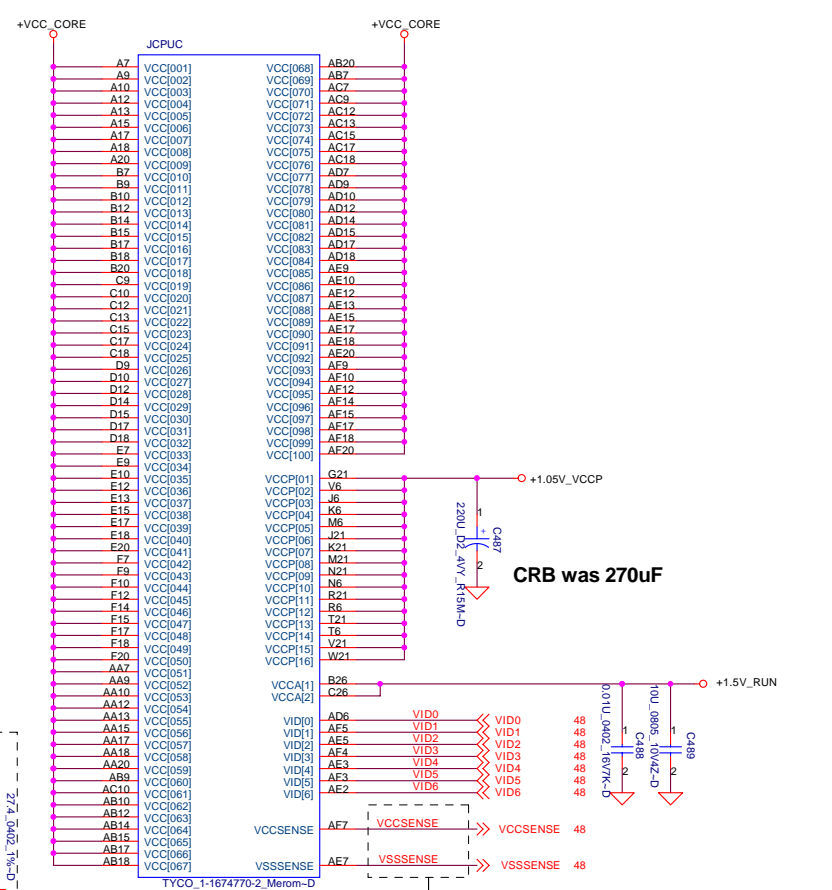 +VCC_CORE
+VCC_CORE
JCPUC
A7 VCC[001] VCC[068] AB20
A9 VCC[002] VCC[069] AB7
A10 VCC[003] VCC[070] AC7
A12 VCC[004] VCC[071] AC9
A13 VCC[005] VCC[072] AC12
A15 VCC[006] VCC[073] AC13
A17 VCC[007] VCC[074] AC15
A18 VCC[008] VCC[075] AC17
A20 VCC[009] VCC[076] AC18
B7 VCC[010] VCC[077] AD7
B9 VCC[011] VCC[078] AD9
B10 VCC[012] VCC[079] AD10
B12 VCC[013] VCC[080] AD12
B14 VCC[014] VCC[081] AD14
B15 VCC[015] VCC[082] AD15
B17 VCC[016] VCC[083] AD17
B18 VCC[017] VCC[084] AD18
B20 VCC[018] VCC[085] AE9
C9 VCC[019] VCC[086] AE10
C10 VCC[020] VCC[087] AE12
C12 VCC[021] VCC[088] AE13
C13 VCC[022] VCC[089] AE15
C15 VCC[023] VCC[090] AE17
C17 VCC[024] VCC[091] AE18
C18 VCC[025] VCC[092] AE20
D9 VCC[026] VCC[093] AF9
D10 VCC[027] VCC[094] AF10
D12 VCC[028] VCC[095] AF12
D14 VCC[029] VCC[096] AF14
D15 VCC[030] VCC[097] AF15
D17 VCC[031] VCC[098] AF17
D18 VCC[032] VCC[099] AF18
E7 VCC[033] VCC[100] AF20
E9 VCC[034]
E10 VCC[035] VCCP[01] G21 +1.05V_VCCP
E12 VCC[036] VCCP[02] V6
E13 VCC[037] VCCP[03] J6
E15 VCC[038] VCCP[04] K6
E17 VCC[039] VCCP[05] M6
E18 VCC[040] VCCP[06] J21
E20 VCC[041] VCCP[07] K21
F7 VCC[042] VCCP[08] M21
F9 VCC[043] VCCP[09] N21
F10 VCC[044] VCCP[10] N6
F12 VCC[045] VCCP[11] R21
F14 VCC[046] VCCP[12] R6
F15 VCC[047] VCCP[13] T21
F17 VCC[048] VCCP[14] T6
F18 VCC[049] VCCP[15] V21
F20 VCC[050] VCCP[16] W21
220U_D2_4VY_R15M~D
1
+
2
C487
CRB was 270uF
AA7 VCC[051]
AA9 VCC[052] VCCA[1] B26 +1.5V_RUN
AA10 VCC[053] VCCA[2] C26
AA12 VCC[054]
AA13 VCC[055] VID[0] AD6 VID0 VID0 48
AA15 VCC[056] VID[1] AF5 VID1 VID1 48
AA17 VCC[057] VID[2] AE5 VID2 VID2 48
AA18 VCC[058] VID[3] AF4 VID3 VID3 48
AA20 VCC[059] VID[4] AE3 VID4 VID4 48
AB9 VCC[060] VID[5] AF3 VID5 VID5 48
AC10 VCC[061] VID[6] AE2 VID6 VID6 48
AB10 VCC[062]
AB12 VCC[063]
AB14 VCC[064] VCCSENSE AF7 VCCSENSE VCCSENSE 48
AB15 VCC[065]
AB17 VCC[066]
AB18 VCC[067] VSSSENSE AE7 VSSSENSE VSSSENSE 48
0.01U_0402_16V7K~D
1
2
C488
10U_0805_10V4Z~D
1
2
C489
27.4_0402_1%~D
TYCO_1-1674770-2_Merom~D